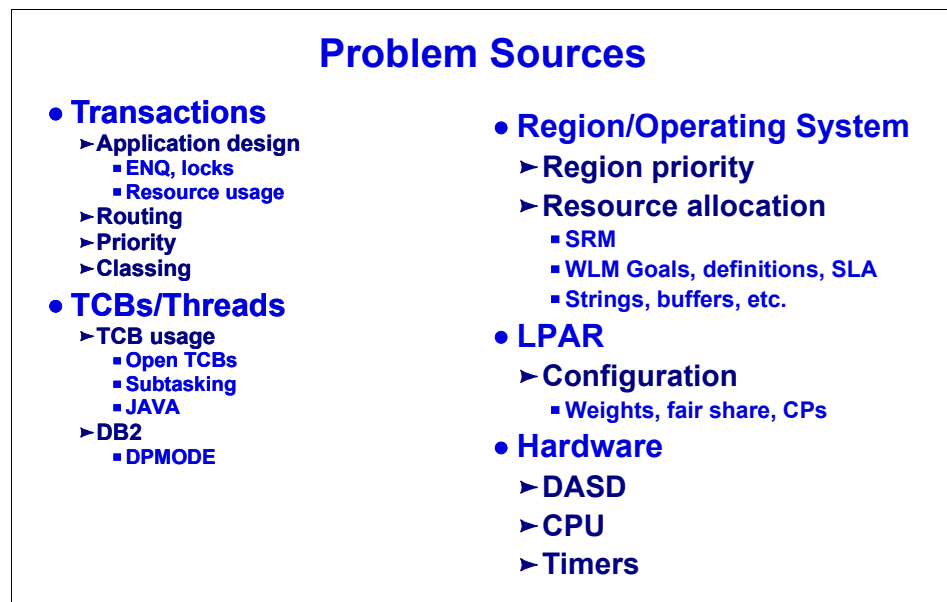 Problem Sources
● Transactions
➤Application design
▪ENQ, locks
▪Resource usage
➤Routing
➤Priority
➤Classing
● TCBs/Threads
➤TCB usage
▪Open TCBs
▪Subtasking
▪JAVA
➤DB2
▪DPMODE
● Region/Operating System
➤Region priority
➤Resource allocation
▪SRM
▪WLM Goals, definitions, SLA
▪Strings, buffers, etc.
● LPAR
➤Configuration
▪Weights, fair share, CPs
● Hardware
➤DASD
➤CPU
➤Timers